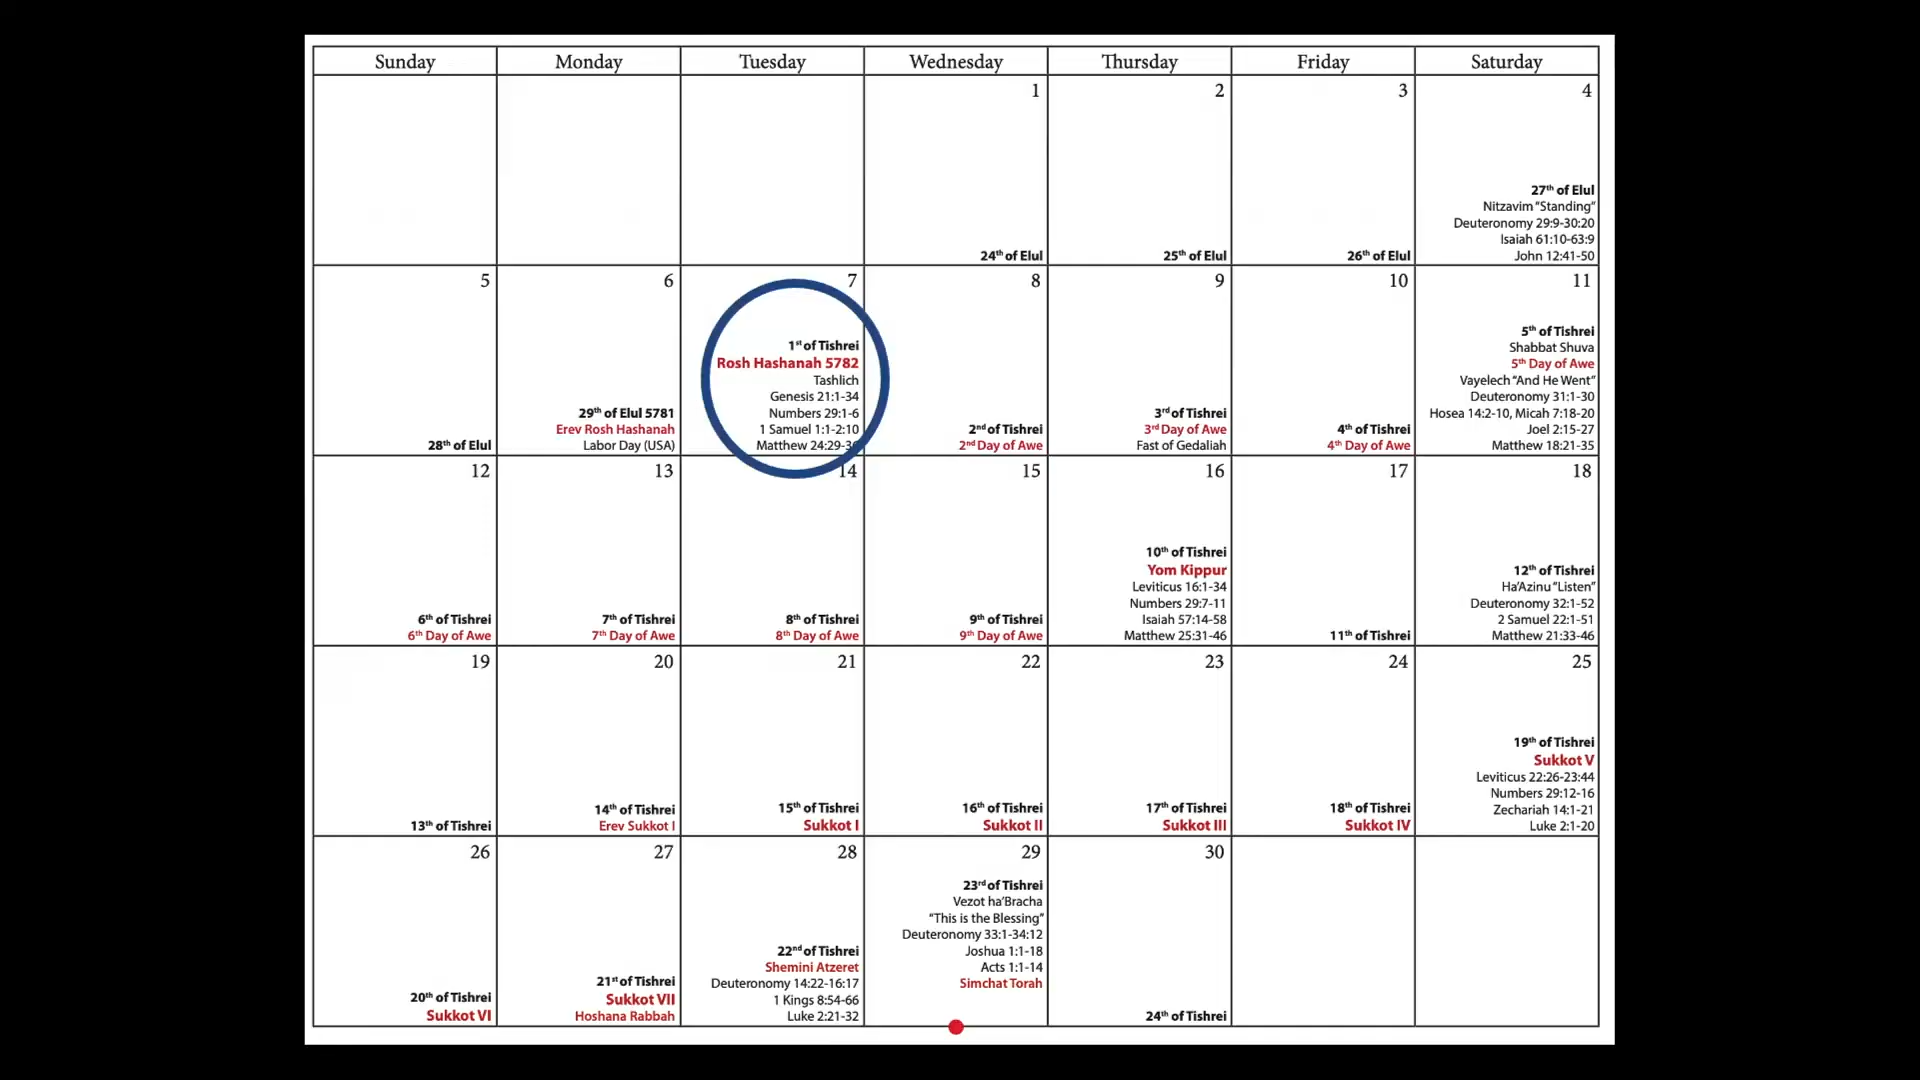 Sunday Monday Tuesday Wednesday Thursday Friday Saturday
1
24th of Elul
2
25th of Elul
3
26th of Elul
4
27th of Elul
Nitzavim "Standing"
Deuteronomy 29:9-30:20
Isaiah 61:10-63:9
John 12:41-50
5
28th of Elul
6
29th of Elul 5781
Erev Rosh Hashanah
Labor Day (USA)
7
1st of Tishrei
Rosh Hashanah 5782
Tashlich
Genesis 21:1-34
Numbers 29:1-6
1 Samuel 1:1-2:10
Matthew
8
2nd of Tishrei
2nd Day of Awe
9
3rd of Tishrei
3rd Day of Awe
Fast of Gedaliah
10
4th of Tishrei
4th Day of Awe
11
5th of Tishrei
Shabbat Shuva
5th Day of Awe
Vayelech "And He Went"
Deuteronomy 31:1-30
Hosea 14:2-10, Micah 7:18-20
Joel 2:15-27
Matthew 18:21-35
12
6th of Tishrei
6th Day of Awe
13
7th of Tishrei
7th Day of Awe
14
8th of Tishrei
8th Day of Awe
15
9th of Tishrei
9th Day of Awe
16
10th of Tishrei
Yom Kippur
Leviticus 16:1-34
Numbers 29:7-11
Isaiah 57:14-58
Matthew 25:31-46
17
11th of Tishrei
18
12th of Tishrei
Ha'Azinu "Listen"
Deuteronomy 32:1-52
2 Samuel 22:1-51
Matthew 21:33-46
19
13th of Tishrei
20
14th of Tishrei
Erev Sukkot I
21
15th of Tishrei
Sukkot I
22
16th of Tishrei
Sukkot II
23
17th of Tishrei
Sukkot III
24
18th of Tishrei
Sukkot IV
25
19th of Tishrei
Sukkot V
Leviticus 22:26-23:44
Numbers 29:12-16
Zechariah 14:1-21
Luke 2:1-20
26
20th of Tishrei
Sukkot VI
27
21st of Tishrei
Sukkot VII
Hoshana Rabbah
28
22nd of Tishrei
Shemini Atzeret
Deuteronomy 14:22-16:17
1 Kings 8:54-66
Luke 2:21-32
29
23rd of Tishrei
Vezot ha'Bracha
"This is the Blessing"
Deuteronomy 33:1-34:12
Joshua 1:1-18
Acts 1:1-14
Simchat Torah
30
24th of Tishrei